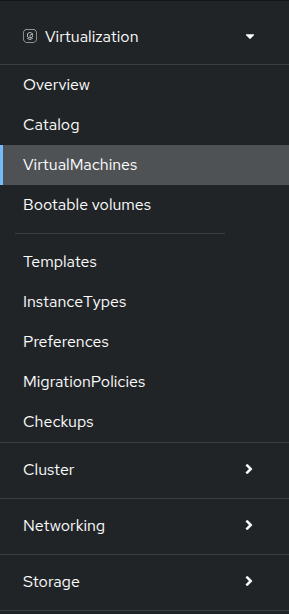 Virtualization
Overview
Catalog
VirtualMachines
Bootable volumes
Templates
InstanceTypes
Preferences
MigrationPolicies
Checkups
Cluster
Networking
Storage